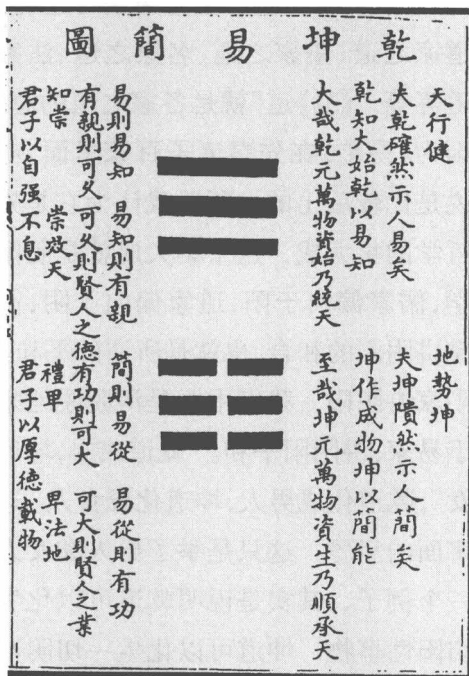 乾坤易簡圖
天行健 地勢坤
夫乾確然示人易矣 夫坤隤然示人簡矣
乾知大始乾以易知 坤作成物坤以簡能
大哉乾元萬物資始乃統天 至哉坤元萬物資生乃順承天
易則易知 易知則有親 簡則易從 易從則有功
有親則可久可久則賢人之德有功則可大 可大則賢之業
知崇 崇效天 禮卑 卑法地
君子以自强不息 君子以厚德載物